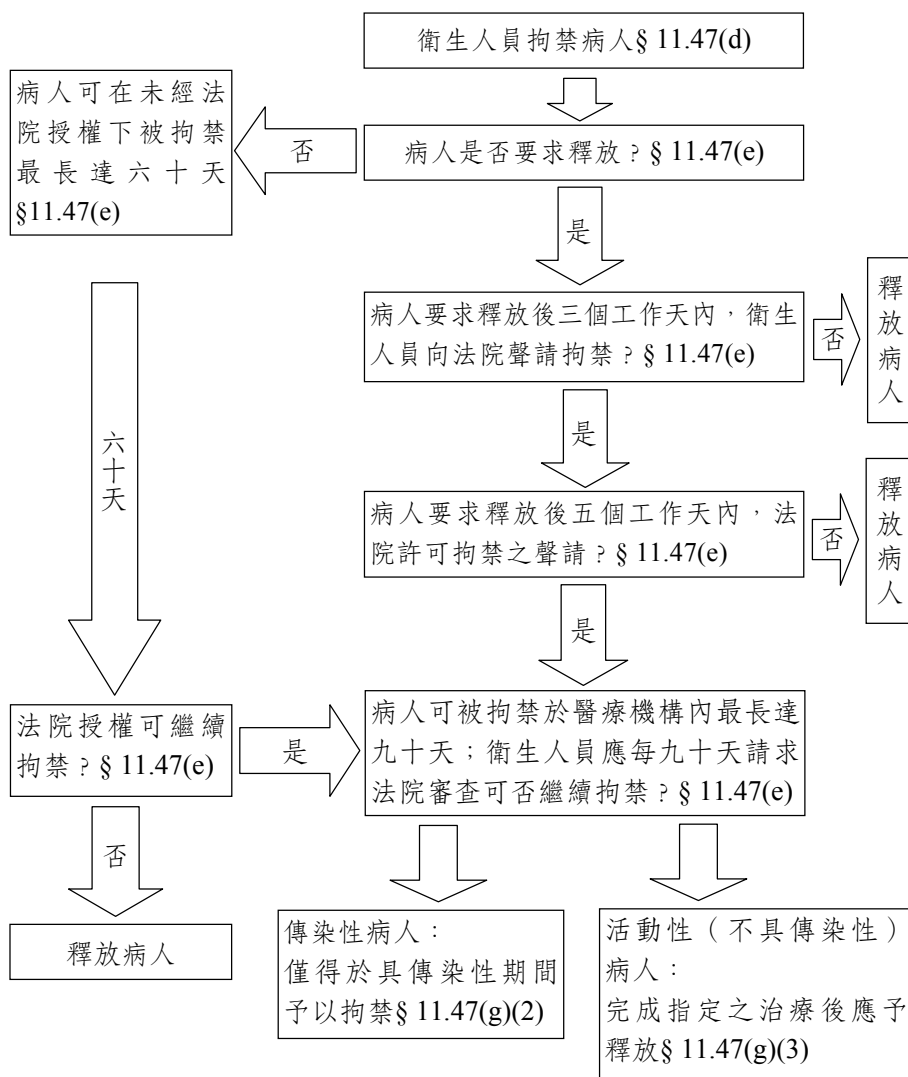 衛生人員拘禁病人§ 11.47(d)
病人可在未經法
院授權下被拘禁
最長達六十天
§11.47(e)
否
病人是否要求釋放？§ 11.47(e)
是
病人要求釋放後三個工作天內，衛生
人員向法院聲請拘禁？§ 11.47(e)
否
釋放病人
是
六十天
病人要求釋放後五個工作天內，法
院許可拘禁之聲請？§ 11.47(e)
否
釋放病人
是
法院授權可繼續
拘禁？§ 11.47(e)
是
病人可被拘禁於醫療機構內最長達
九十天；衛生人員應每九十天請求
法院審查可否繼續拘禁？§ 11.47(e)
否
釋放病人
傳染性病人：
僅得於具傳染性期間
予以拘禁§ 11.47(g)(2)
活動性（不具傳染性）
病人：
完成指定之治療後應予
釋放§ 11.47(g)(3)